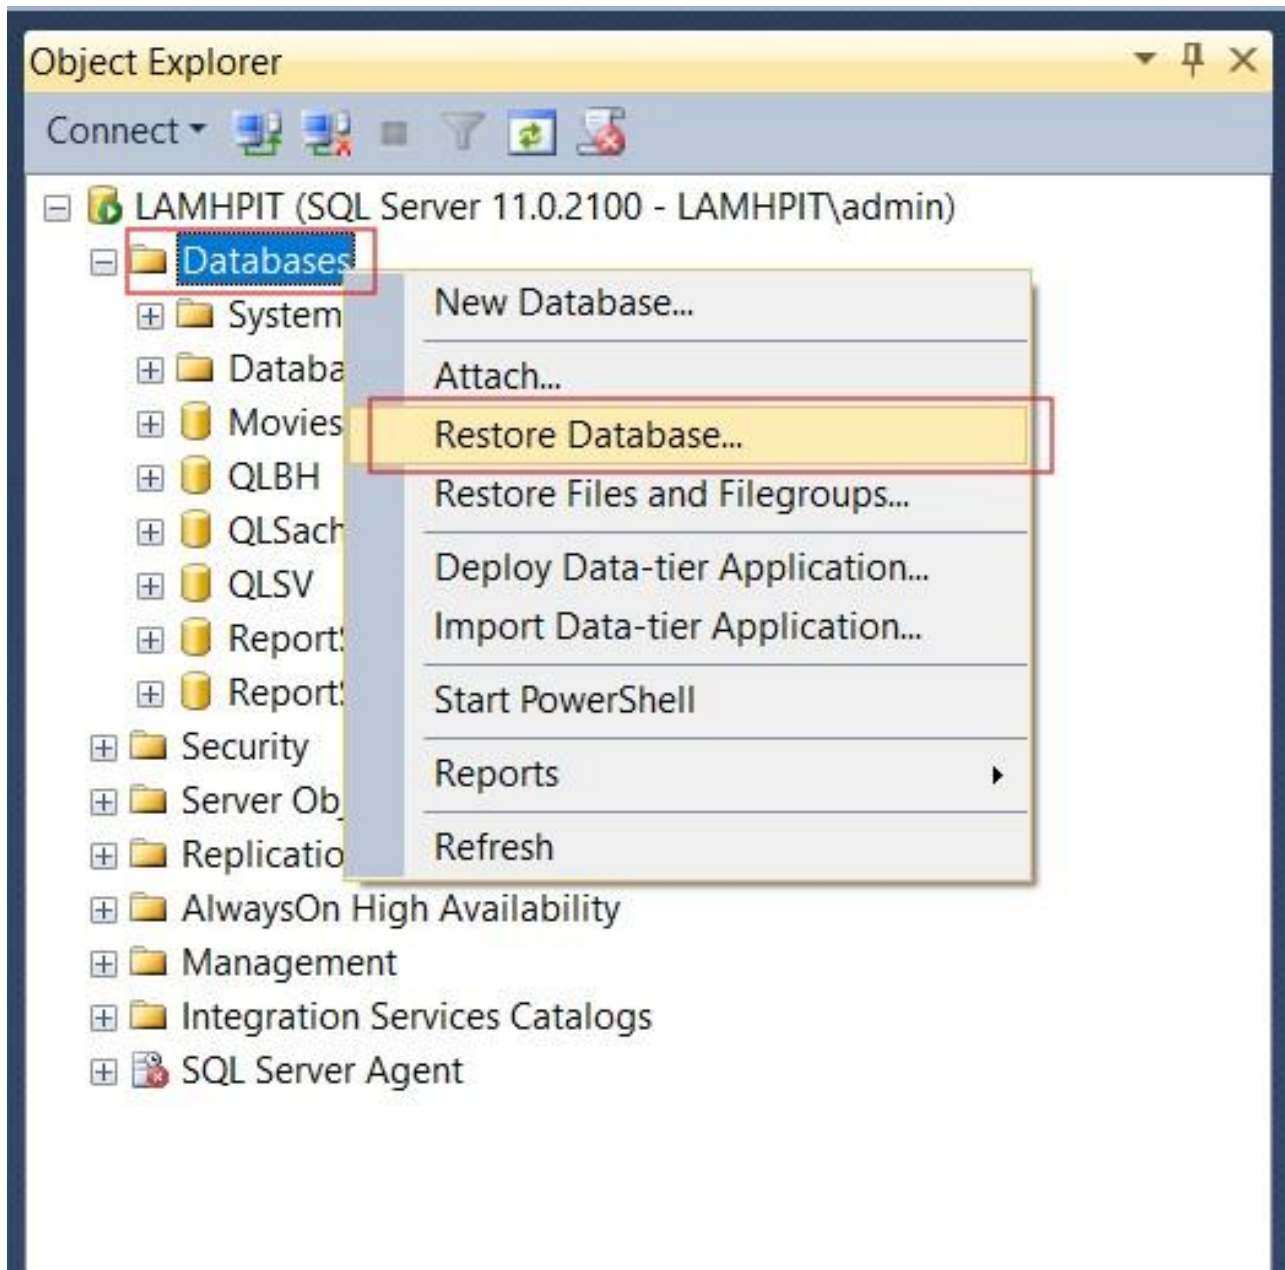 Object Explorer
Connect
LAMHPIT (SQL Server 11.0.2100 - LAMHPIT\admin)
Databases
System
Databa
Movies
QLBH
QLSach
QLSV
Report
Report
Security
Server Obj
Replicatio
AlwaysOn High Availability
Management
Integration Services Catalogs
SQL Server Agent
New Database...
Attach...
Restore Database...
Restore Files and Filegroups...
Deploy Data-tier Application...
Import Data-tier Application...
Start PowerShell
Reports
Refresh